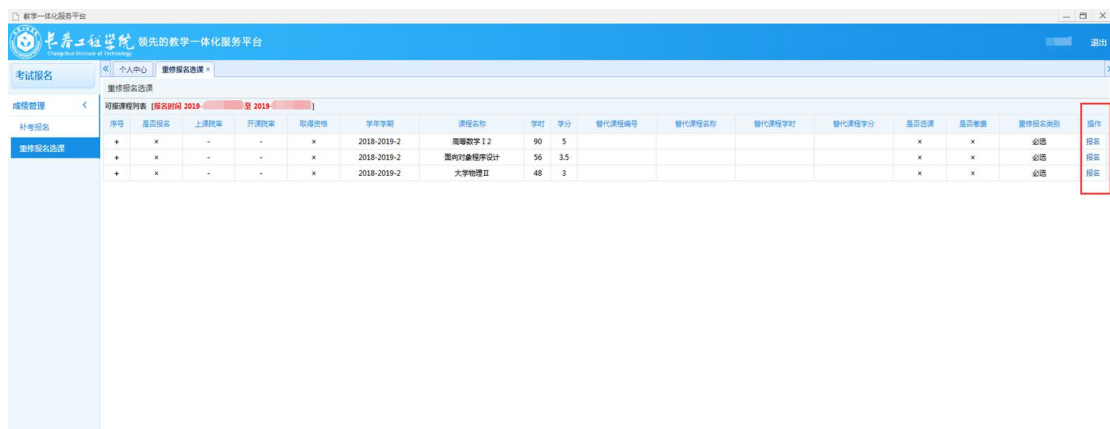 教学一体化服务平台
长春工程学院 领先的教学一体化服务平台 退出
Changchun Institute of Technology
考试报名
个人中心 重修报名选课 ×
重修报名选课
成绩管理
可报课程列表 [报名时间 2019- 至 2019- ]
补考报名
重修报名选课
序号 是否报名 上课院审 开课院审 取得资格 学年学期 课程名称 学时 学分 替代课程编号 替代课程名称 替代课程学时 替代课程学分 是否选课 是否缴费 重修报名类别 操作
+ × - - × 2018-2019-2 高等数学 I 2 90 5 × × 必选 报名
+ × - - × 2018-2019-2 面向对象程序设计 56 3.5 × × 必选 报名
+ × - - × 2018-2019-2 大学物理II 48 3 × × 必选 报名